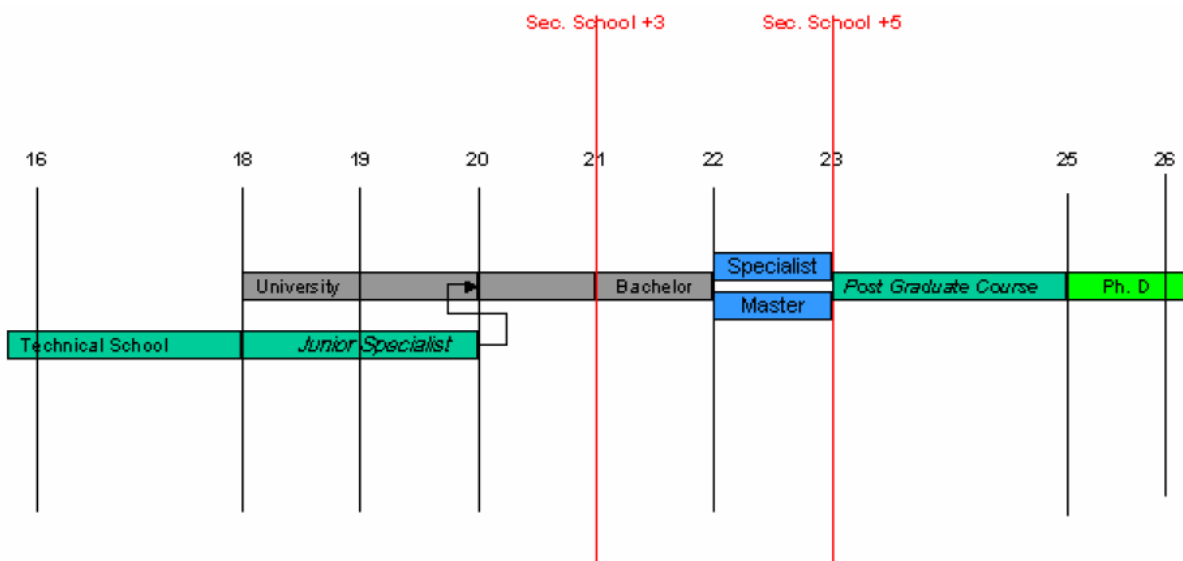 Sec. School +3 Sec. School +5
16 18 19 20 21 22 23 25 26
Specialist
University Bachelor Post Graduate Course Ph. D
Master
Technical School Junior Specialist